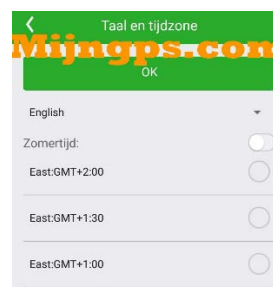 Taal en tijdzone
Mijngps.com
OK
English
Zomertijd:
East:GMT+2:00
East:GMT+1:30
East:GMT+1:00